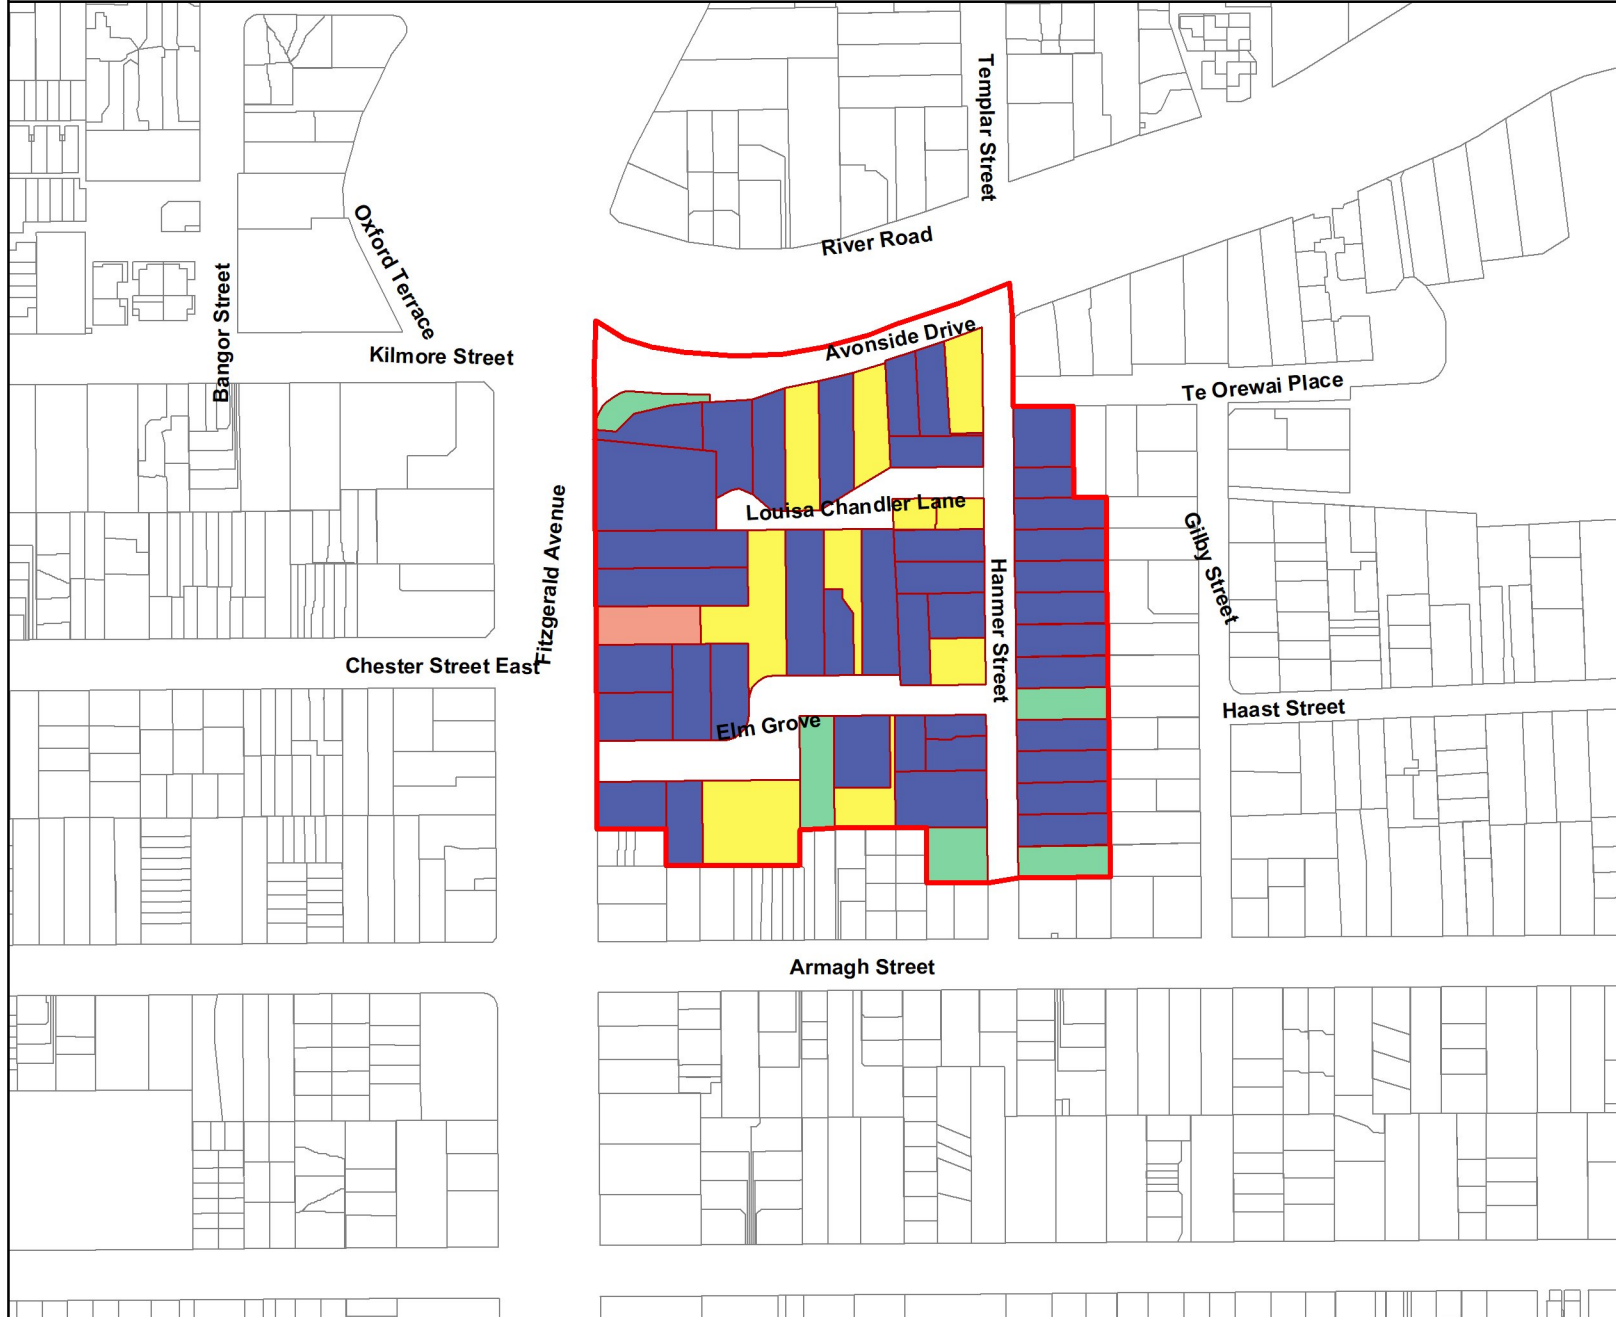 Templar Street
River Road
Oxford Terrace
Bangor Street
Kilmore Street
Avonside Drive
Te Orewai Place
Louisa Chandler Lane
Fitzgerald Avenue
Gilby Street
Hanmer Street
Chester Street East
Haast Street
Elm Grove
Armagh Street